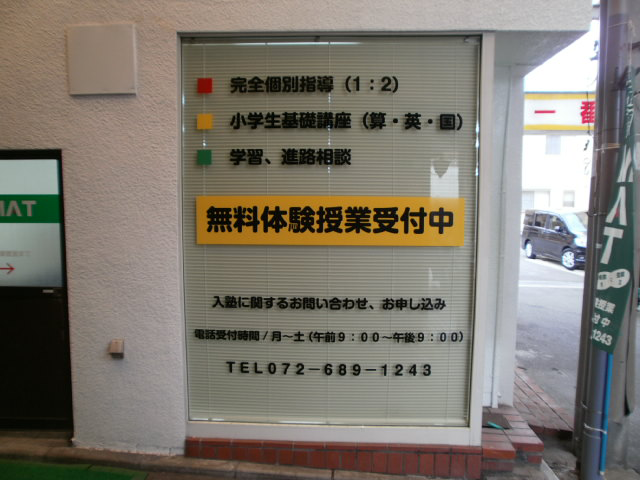 完全個別指導（1：2）
小学生基礎講座（算・英・国）
学習、進路相談
無料体験授業受付中
入塾に関するお問い合わせ、お申し込み
電話受付時間/月～土（午前9：00～午後9：00）
TEL072－689－1243
MAT
一番